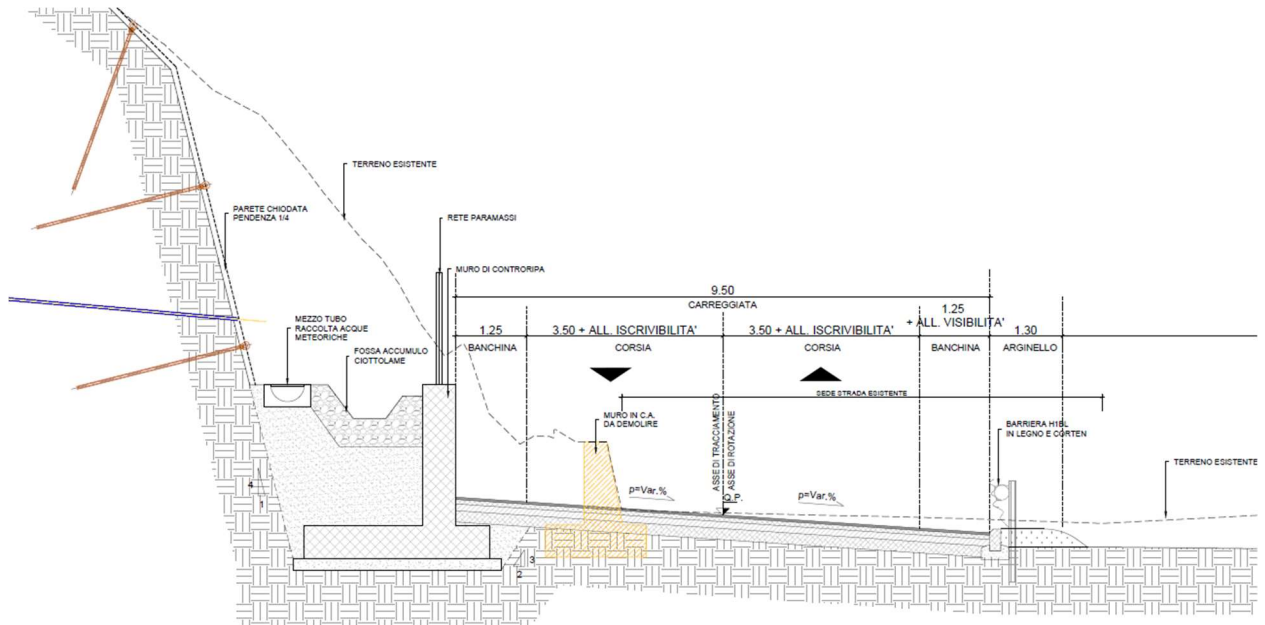 TERRENO ESISTENTE
PARETE CHIODATA
PENDENZA 1/4
RETE PARAMASSI
MURO DI CONTRORIPA
MEZZO TUBO
RACCOLTA ACQUE
METEORICHE
FOSSA ACCUMULO
CIOTTOLAME
9.50
CARREGGIATA
1.25
3.50 + ALL. ISCRIVIBILITA'
3.50 + ALL. ISCRIVIBILITA'
1.25
+ ALL. VISIBILITA'
1.30
BANCHINA
CORSIA
CORSIA
BANCHINA
ARGINELLO
SEDE STRADA ESISTENTE
MURO IN C.A.
DA DEMOLIRE
ASSE DI TRACCIAMENTO
ASSE DI ROTAZIONE
BARRIERA H1BL
IN LEGNO E CORTEN
TERRENO ESISTENTE
p=Var.%
Q.P.
p=Var.%
4
1
3
2